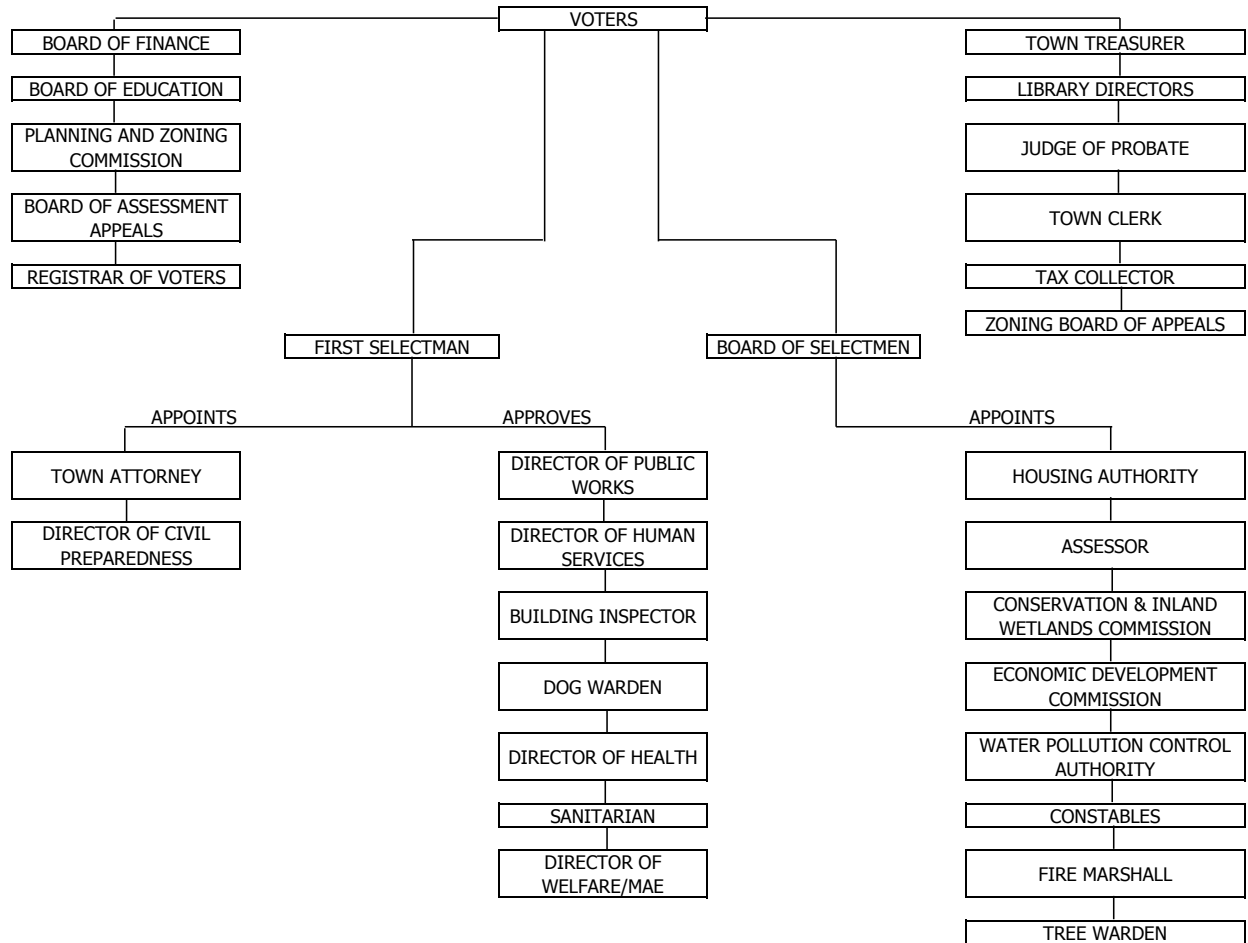 VOTERS
BOARD OF FINANCE
BOARD OF EDUCATION
PLANNING AND ZONING
COMMISSION
BOARD OF ASSESSMENT
APPEALS
REGISTRAR OF VOTERS
TOWN TREASURER
LIBRARY DIRECTORS
JUDGE OF PROBATE
TOWN CLERK
TAX COLLECTOR
ZONING BOARD OF APPEALS
FIRST SELECTMAN
BOARD OF SELECTMEN
APPOINTS
TOWN ATTORNEY
DIRECTOR OF CIVIL
PREPAREDNESS
APPROVES
DIRECTOR OF PUBLIC
WORKS
DIRECTOR OF HUMAN
SERVICES
BUILDING INSPECTOR
DOG WARDEN
DIRECTOR OF HEALTH
SANITARIAN
DIRECTOR OF
WELFARE/MAE
APPOINTS
HOUSING AUTHORITY
ASSESSOR
CONSERVATION & INLAND
WETLANDS COMMISSION
ECONOMIC DEVELOPMENT
COMMISSION
WATER POLLUTION CONTROL
AUTHORITY
CONSTABLES
FIRE MARSHALL
TREE WARDEN